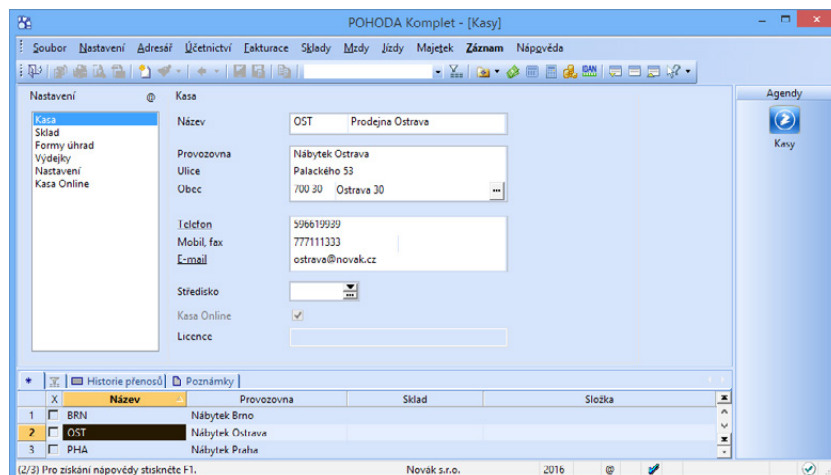 POHODA Komplet - [Kasy]
Soubor Nastavení Adresář Účetnictví Fakturace Sklady Mzdy Jízdy Majetek Záznam Nápověda
Nastavení @
Kasa
Sklad
Formy úhrad
Výdejky
Nastavení
Kasa Online
Kasa
Název OST Prodejna Ostrava
Provozovna Nábytek Ostrava
Ulice Palackého 53
Obec 700 30 Ostrava 30
Telefon 596619939
Mobil, fax 777111333
E-mail ostrava@novak.cz
Středisko
Kasa Online
Licence
Agendy
Kasy
* Historie přenosů Poznámky
X Název Provozovna Sklad Složka
1 BRN Nábytek Brno
2 OST Nábytek Ostrava
3 PHA Nábytek Praha
(2/3) Pro získání nápovědy stiskněte F1. Novák s.r.o. 2016 @